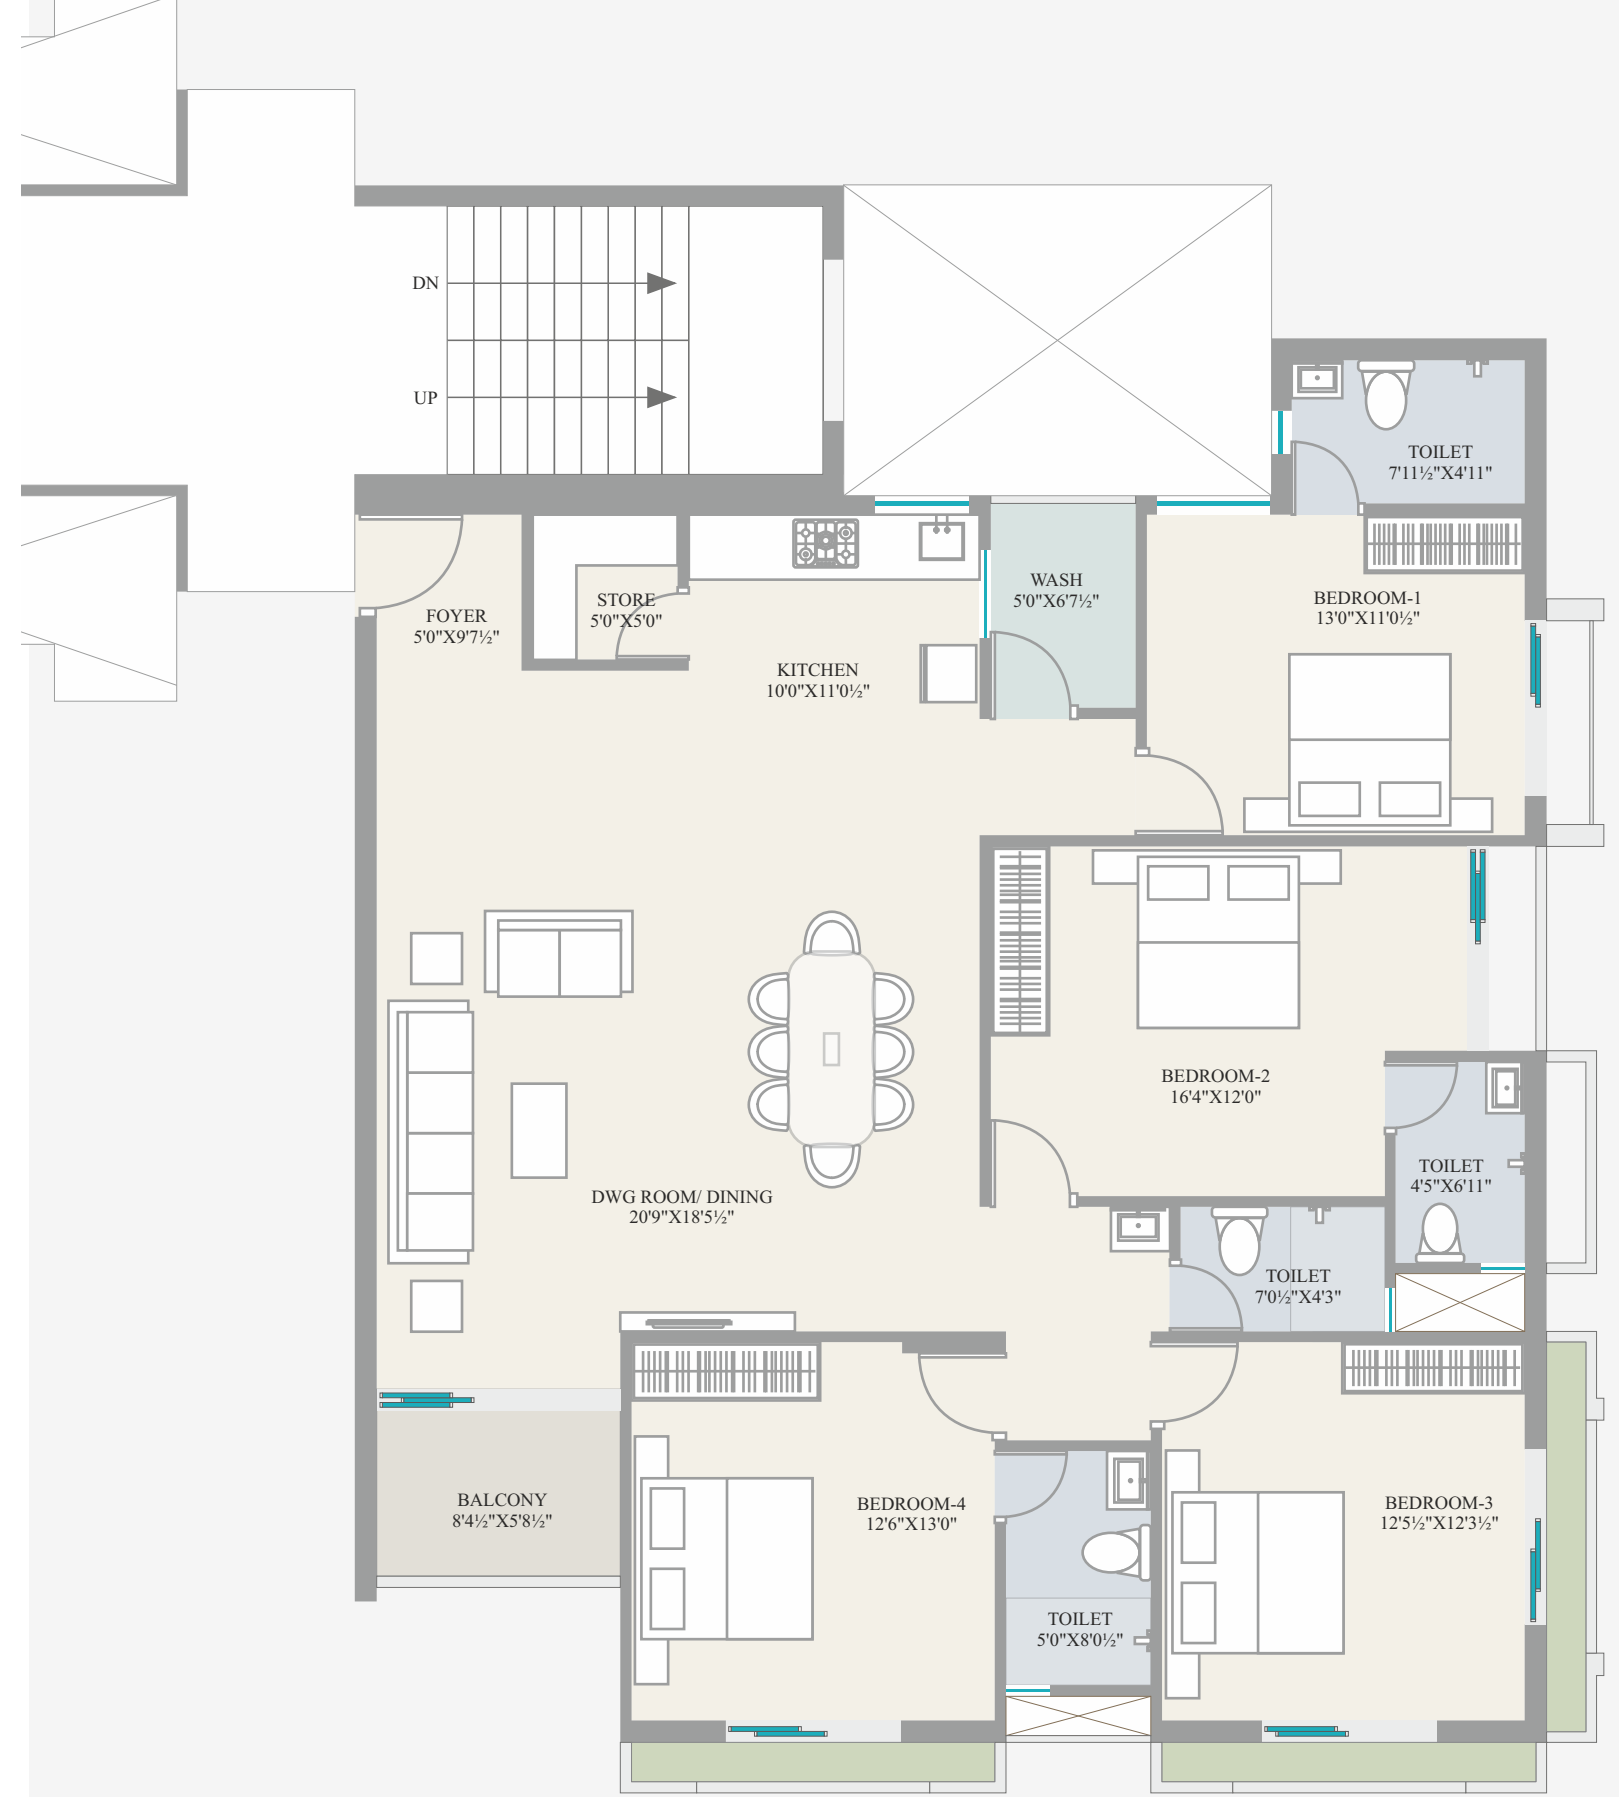 DN
UP
TOILET
7'11½"X4'11"
WASH
5'0"X6'7½"
STORE
5'0"X5'0"
BEDROOM-1
13'0"X11'0½"
FOYER
5'0"X9'7½"
KITCHEN
10'0"X11'0½"
BEDROOM-2
16'4"X12'0"
TOILET
4'5"X6'11"
DWG ROOM/ DINING
20'9"X18'5½"
TOILET
7'0½"X4'3"
BALCONY
8'4½"X5'8½"
BEDROOM-4
12'6"X13'0"
BEDROOM-3
12'5½"X12'3½"
TOILET
5'0"X8'0½"